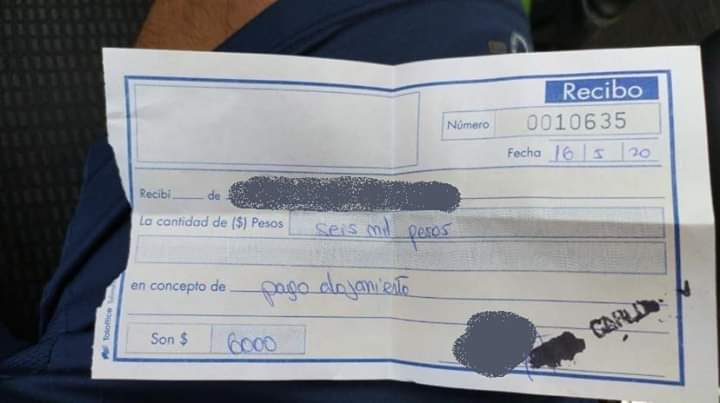 Recibo
Número 0010635
Fecha 16 / 5 / 20
Recibí ___ de
La cantidad de ($) Pesos seis mil pesos
en concepto de pago alojamiento
Son $ 6000